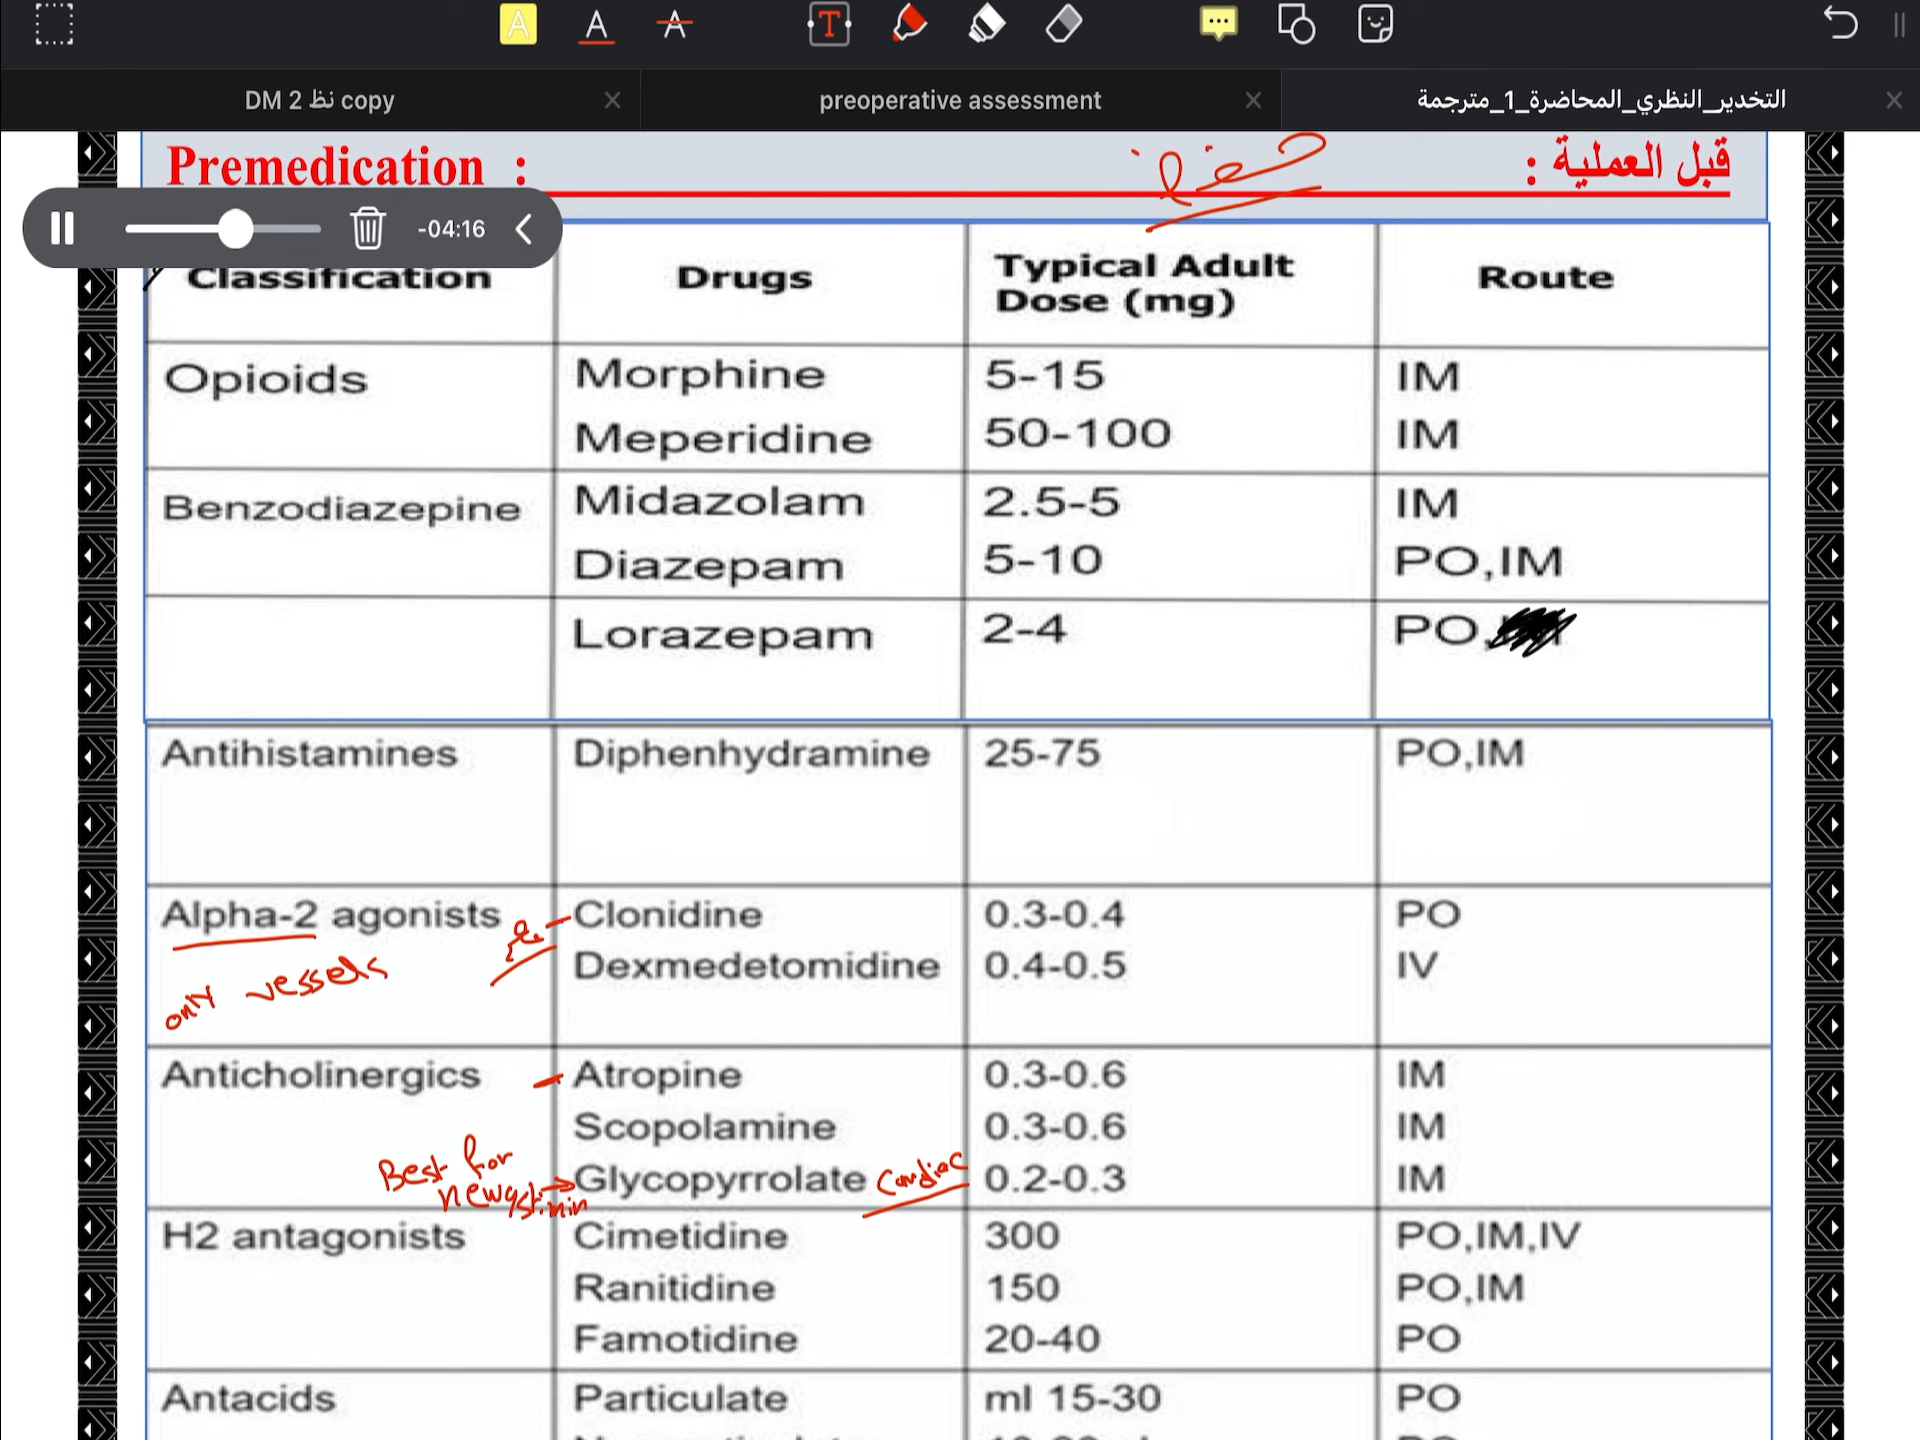 DM 2 نظ copy
preoperative assessment
التخدير_النظري_المحاضرة_1_مترجمة
Premedication :
قبل العملية :
-04:16
Classification Drugs Typical Adult Dose (mg) Route
Opioids Morphine 5-15 IM
Meperidine 50-100 IM
Benzodiazepine Midazolam 2.5-5 IM
Diazepam 5-10 PO,IM
Lorazepam 2-4 PO,
Antihistamines Diphenhydramine 25-75 PO,IM
Alpha-2 agonists Clonidine 0.3-0.4 PO
only vessels
Dexmedetomidine 0.4-0.5 IV
Anticholinergics Atropine 0.3-0.6 IM
Scopolamine 0.3-0.6 IM
Best for
Glycopyrrolate Cardiac 0.2-0.3 IM
H2 antagonists Cimetidine 300 PO,IM,IV
Ranitidine 150 PO,IM
Famotidine 20-40 PO
Antacids Particulate ml 15-30 PO